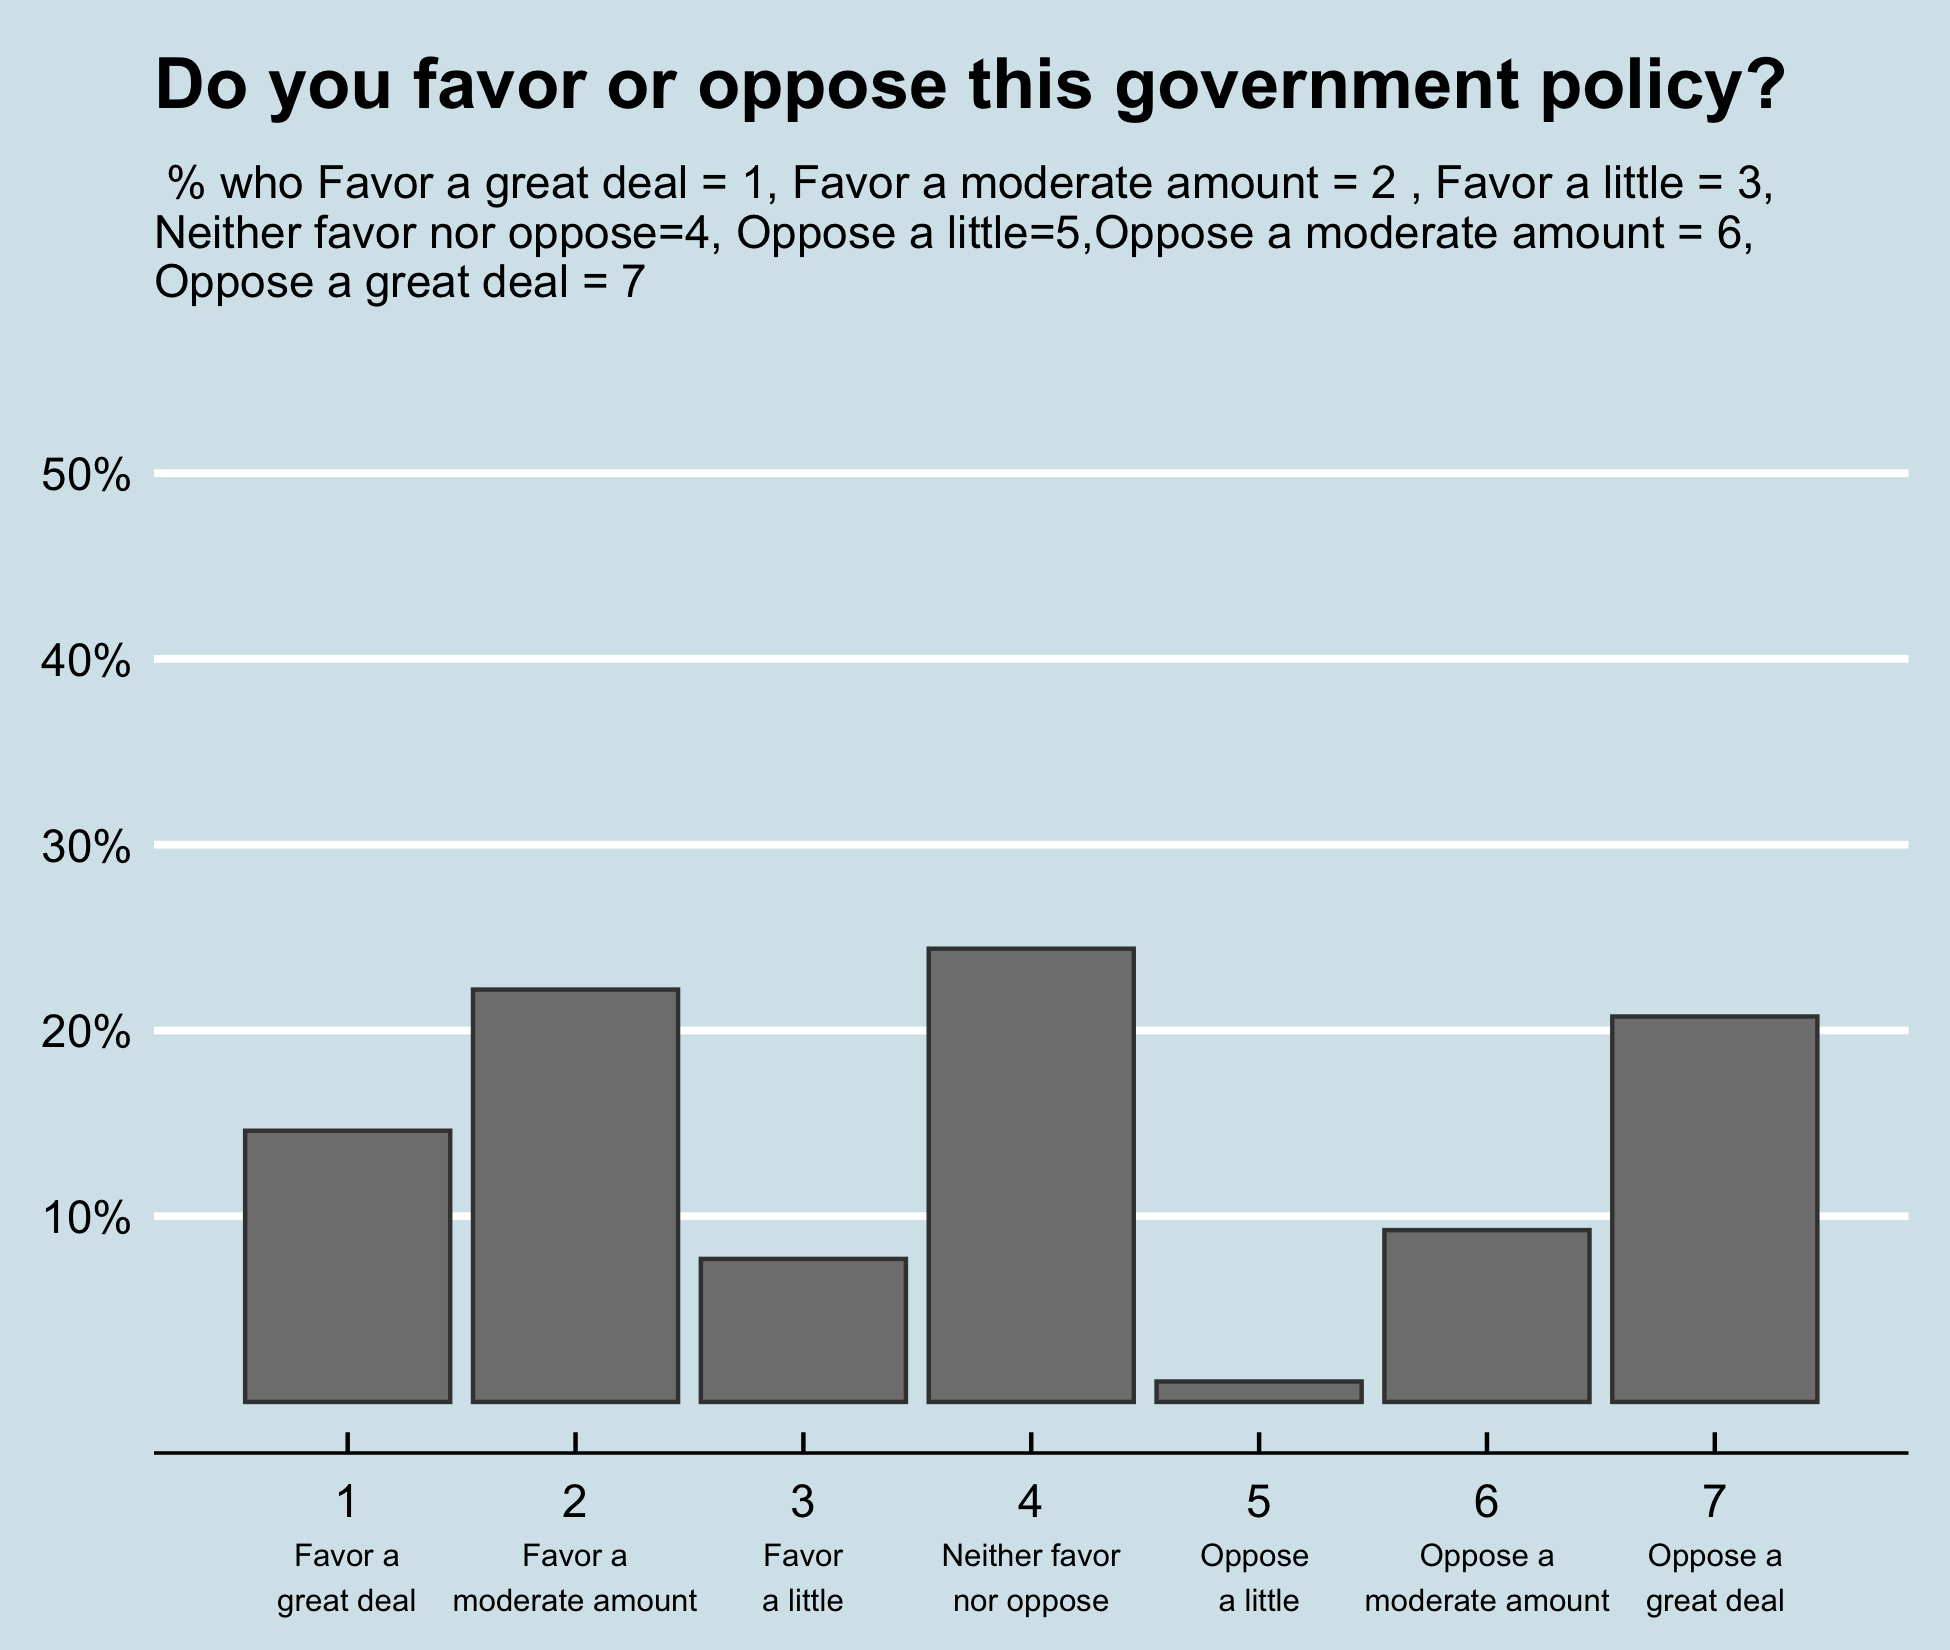 Do you favor or oppose this government policy?
% who Favor a great deal = 1, Favor a moderate amount = 2 , Favor a little = 3,
Neither favor nor oppose=4, Oppose a little=5,Oppose a moderate amount = 6,
Oppose a great deal = 7
50%
40%
30%
20%
10%
1 2 3 4 5 6 7
Favor a Favor a Favor Neither favor Oppose Oppose a Oppose a
great deal moderate amount a little nor oppose a little moderate amount great deal